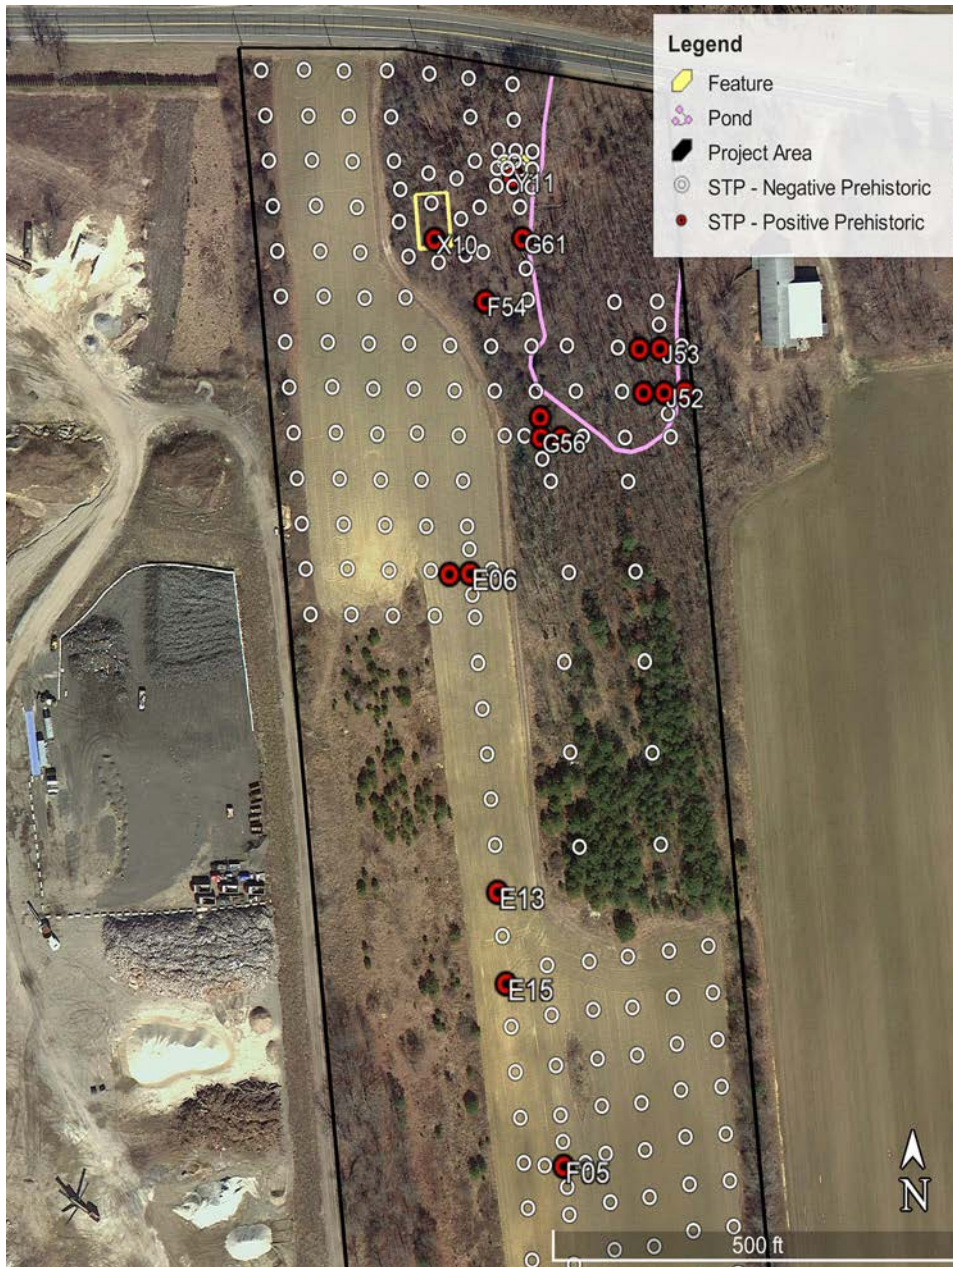 Legend
Feature
Pond
Project Area
STP - Negative Prehistoric
STP - Positive Prehistoric
Y11
X10
G61
F54
J53
J52
G56
E06
E13
E15
F05
N
500 ft